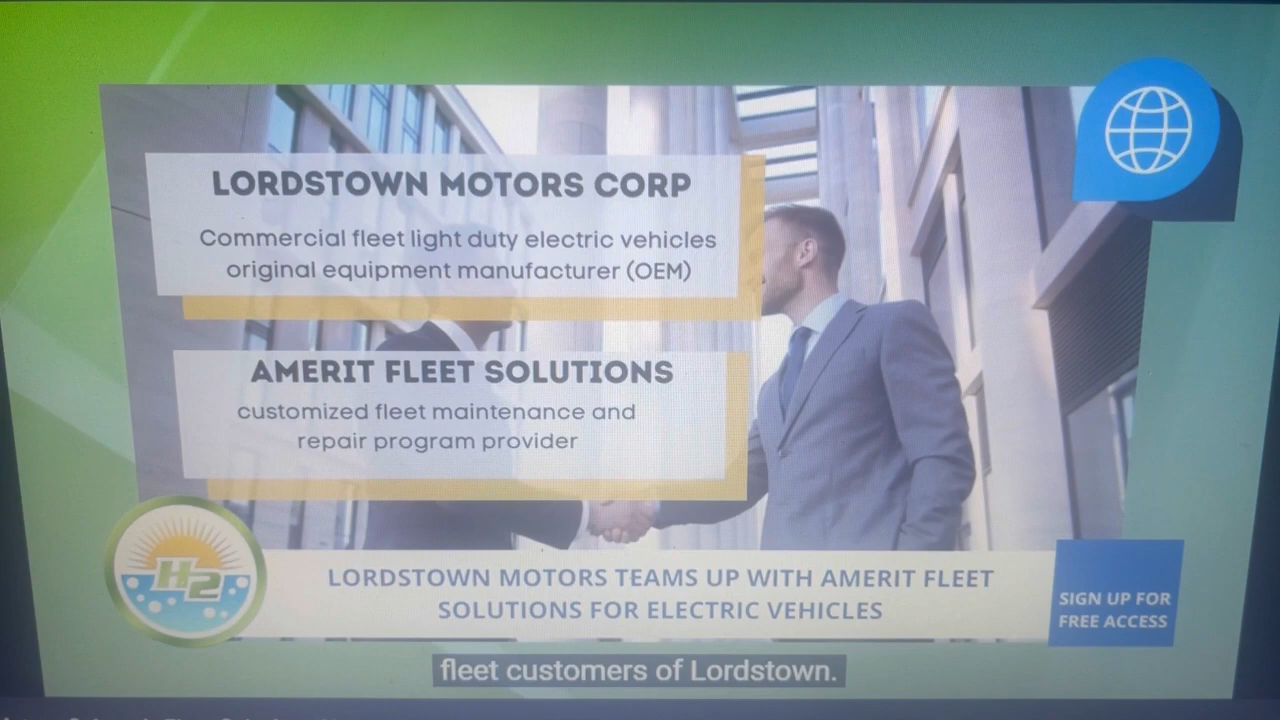 LORDSTOWN MOTORS CORP
Commercial fleet light duty electric vehicles
original equipment manufacturer (OEM)
AMERIT FLEET SOLUTIONS
customized fleet maintenance and
repair program provider
H2
LORDSTOWN MOTORS TEAMS UP WITH AMERIT FLEET
SOLUTIONS FOR ELECTRIC VEHICLES
SIGN UP FOR
FREE ACCESS
fleet customers of Lordstown.